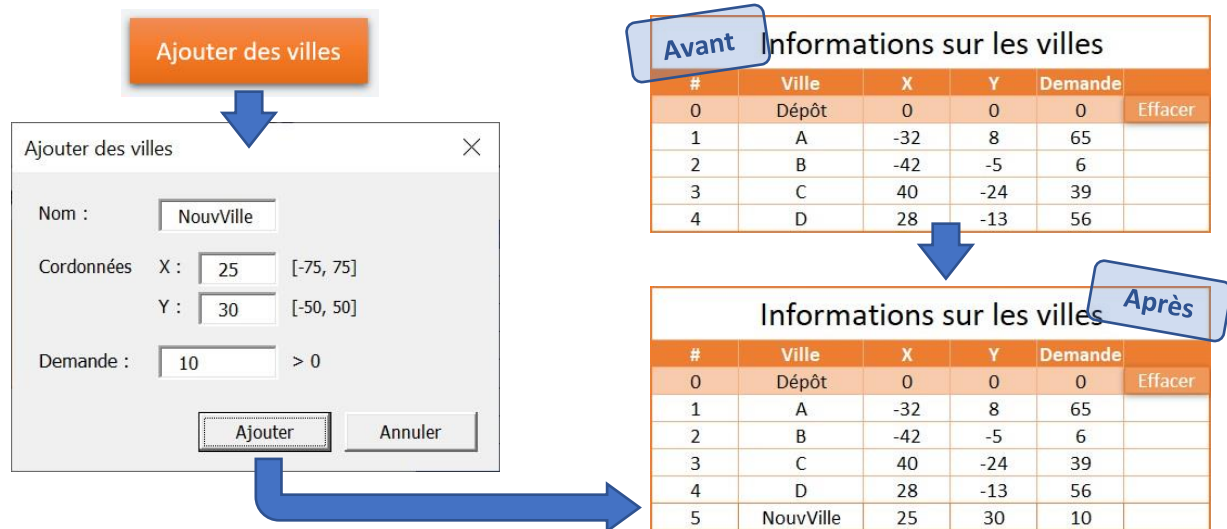 Ajouter des villes
Ajouter des villes
Nom :
NouvVille
Cordonnées X : 25 [-75, 75]
Y : 30 [-50, 50]
Demande : 10 > 0
Ajouter Annuler
Avant
Informations sur les villes
# Ville X Y Demande
0 Dépôt 0 0 0 Effacer
1 A -32 8 65
2 B -42 -5 6
3 C 40 -24 39
4 D 28 -13 56
Après
Informations sur les villes
# Ville X Y Demande
0 Dépôt 0 0 0 Effacer
1 A -32 8 65
2 B -42 -5 6
3 C 40 -24 39
4 D 28 -13 56
5 NouvVille 25 30 10